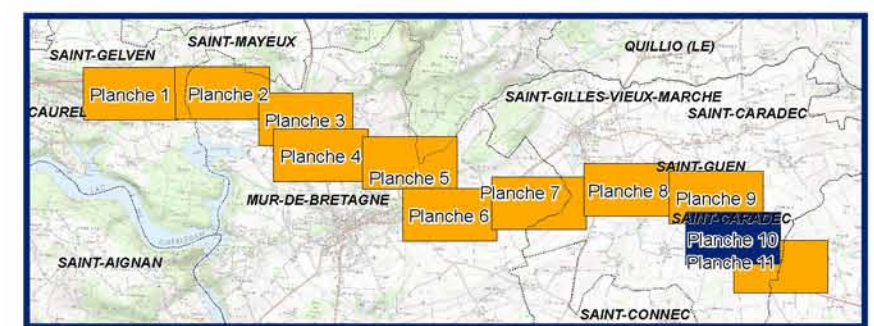 SAINT-MAYEUX
QUILLIO (LE)
SAINT-GELVEN
Planche 1
Planche 2
SAINT-GILLES-VIEUX-MARCHE
CAUREL
SAINT-CARADEC
Planche 3
Planche 4
SAINT-GUEN
Planche 5
Planche 7
Planche 8
Planche 9
MUR-DE-BRETAGNE
Planche 6
SAINT-CARADEC
Planche 10
SAINT-AIGNAN
Planche 11
SAINT-CONNEC